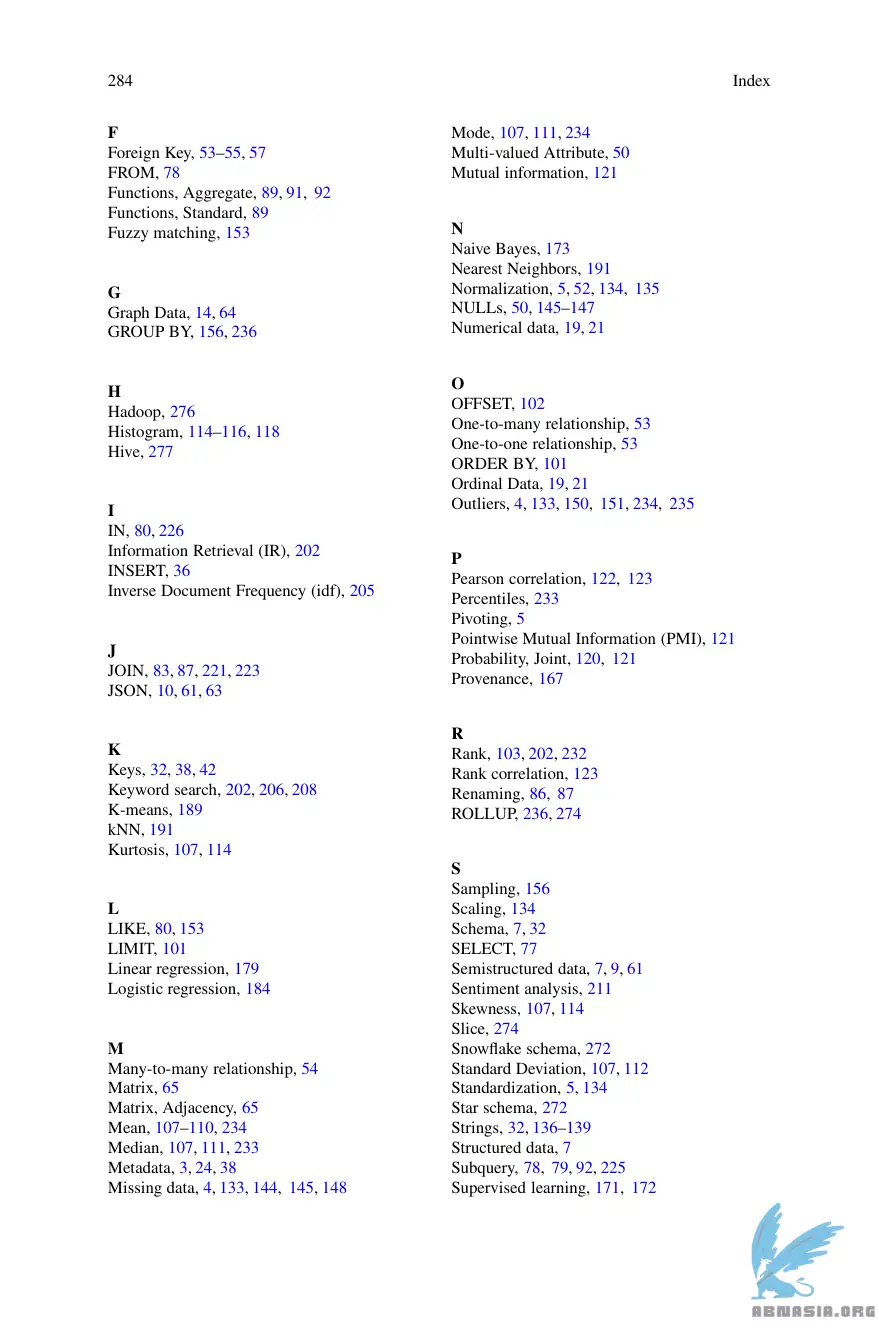 284
Index
F
Foreign Key, 53–55, 57
FROM, 78
Functions, Aggregate, 89, 91, 92
Functions, Standard, 89
Fuzzy matching, 153
G
Graph Data, 14, 64
GROUP BY, 156, 236
H
Hadoop, 276
Histogram, 114–116, 118
Hive, 277
I
IN, 80, 226
Information Retrieval (IR), 202
INSERT, 36
Inverse Document Frequency (idf), 205
J
JOIN, 83, 87, 221, 223
JSON, 10, 61, 63
K
Keys, 32, 38, 42
Keyword search, 202, 206, 208
K-means, 189
kNN, 191
Kurtosis, 107, 114
L
LIKE, 80, 153
LIMIT, 101
Linear regression, 179
Logistic regression, 184
M
Many-to-many relationship, 54
Matrix, 65
Matrix, Adjacency, 65
Mean, 107–110, 234
Median, 107, 111, 233
Metadata, 3, 24, 38
Missing data, 4, 133, 144, 145, 148
Mode, 107, 111, 234
Multi-valued Attribute, 50
Mutual information, 121
N
Naive Bayes, 173
Nearest Neighbors, 191
Normalization, 5, 52, 134, 135
NULLs, 50, 145–147
Numerical data, 19, 21
O
OFFSET, 102
One-to-many relationship, 53
One-to-one relationship, 53
ORDER BY, 101
Ordinal Data, 19, 21
Outliers, 4, 133, 150, 151, 234, 235
P
Pearson correlation, 122, 123
Percentiles, 233
Pivoting, 5
Pointwise Mutual Information (PMI), 121
Probability, Joint, 120, 121
Provenance, 167
R
Rank, 103, 202, 232
Rank correlation, 123
Renaming, 86, 87
ROLLUP, 236, 274
S
Sampling, 156
Scaling, 134
Schema, 7, 32
SELECT, 77
Semistructured data, 7, 9, 61
Sentiment analysis, 211
Skewness, 107, 114
Slice, 274
Snowflake schema, 272
Standard Deviation, 107, 112
Standardization, 5, 134
Star schema, 272
Strings, 32, 136–139
Structured data, 7
Subquery, 78, 79, 92, 225
Supervised learning, 171, 172
ABNASIA.ORG